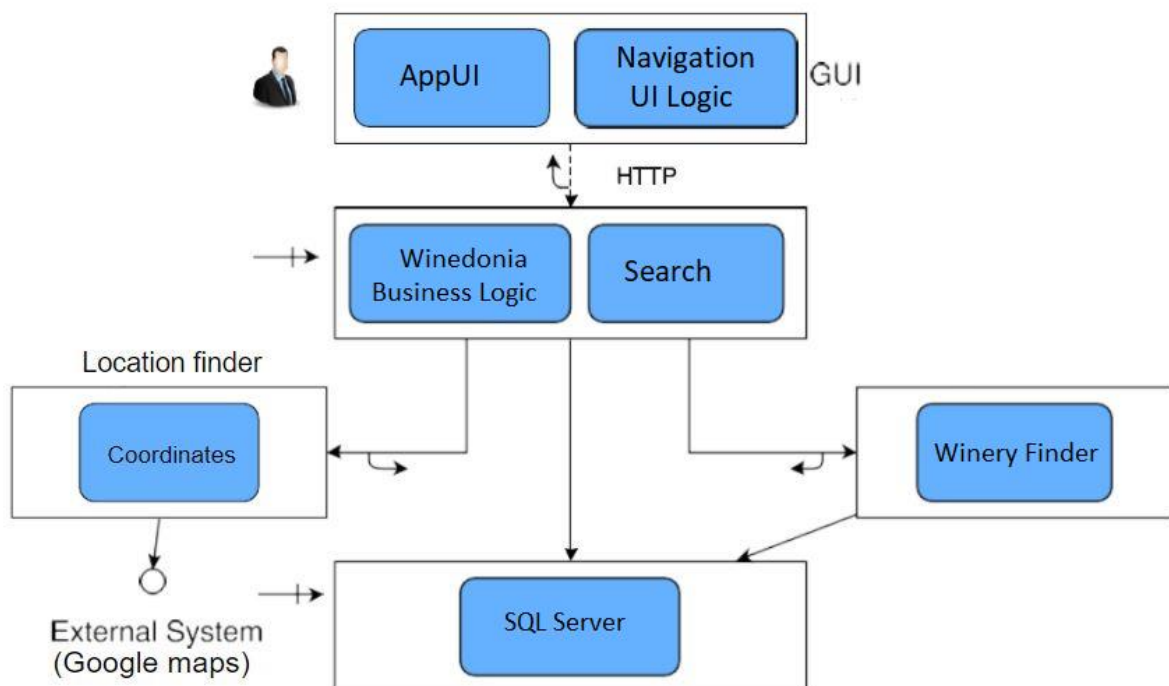 AppUI
Navigation
UI Logic
GUI
HTTP
Winedonia
Business Logic
Search
Location finder
Coordinates
Winery Finder
SQL Server
External System
(Google maps)